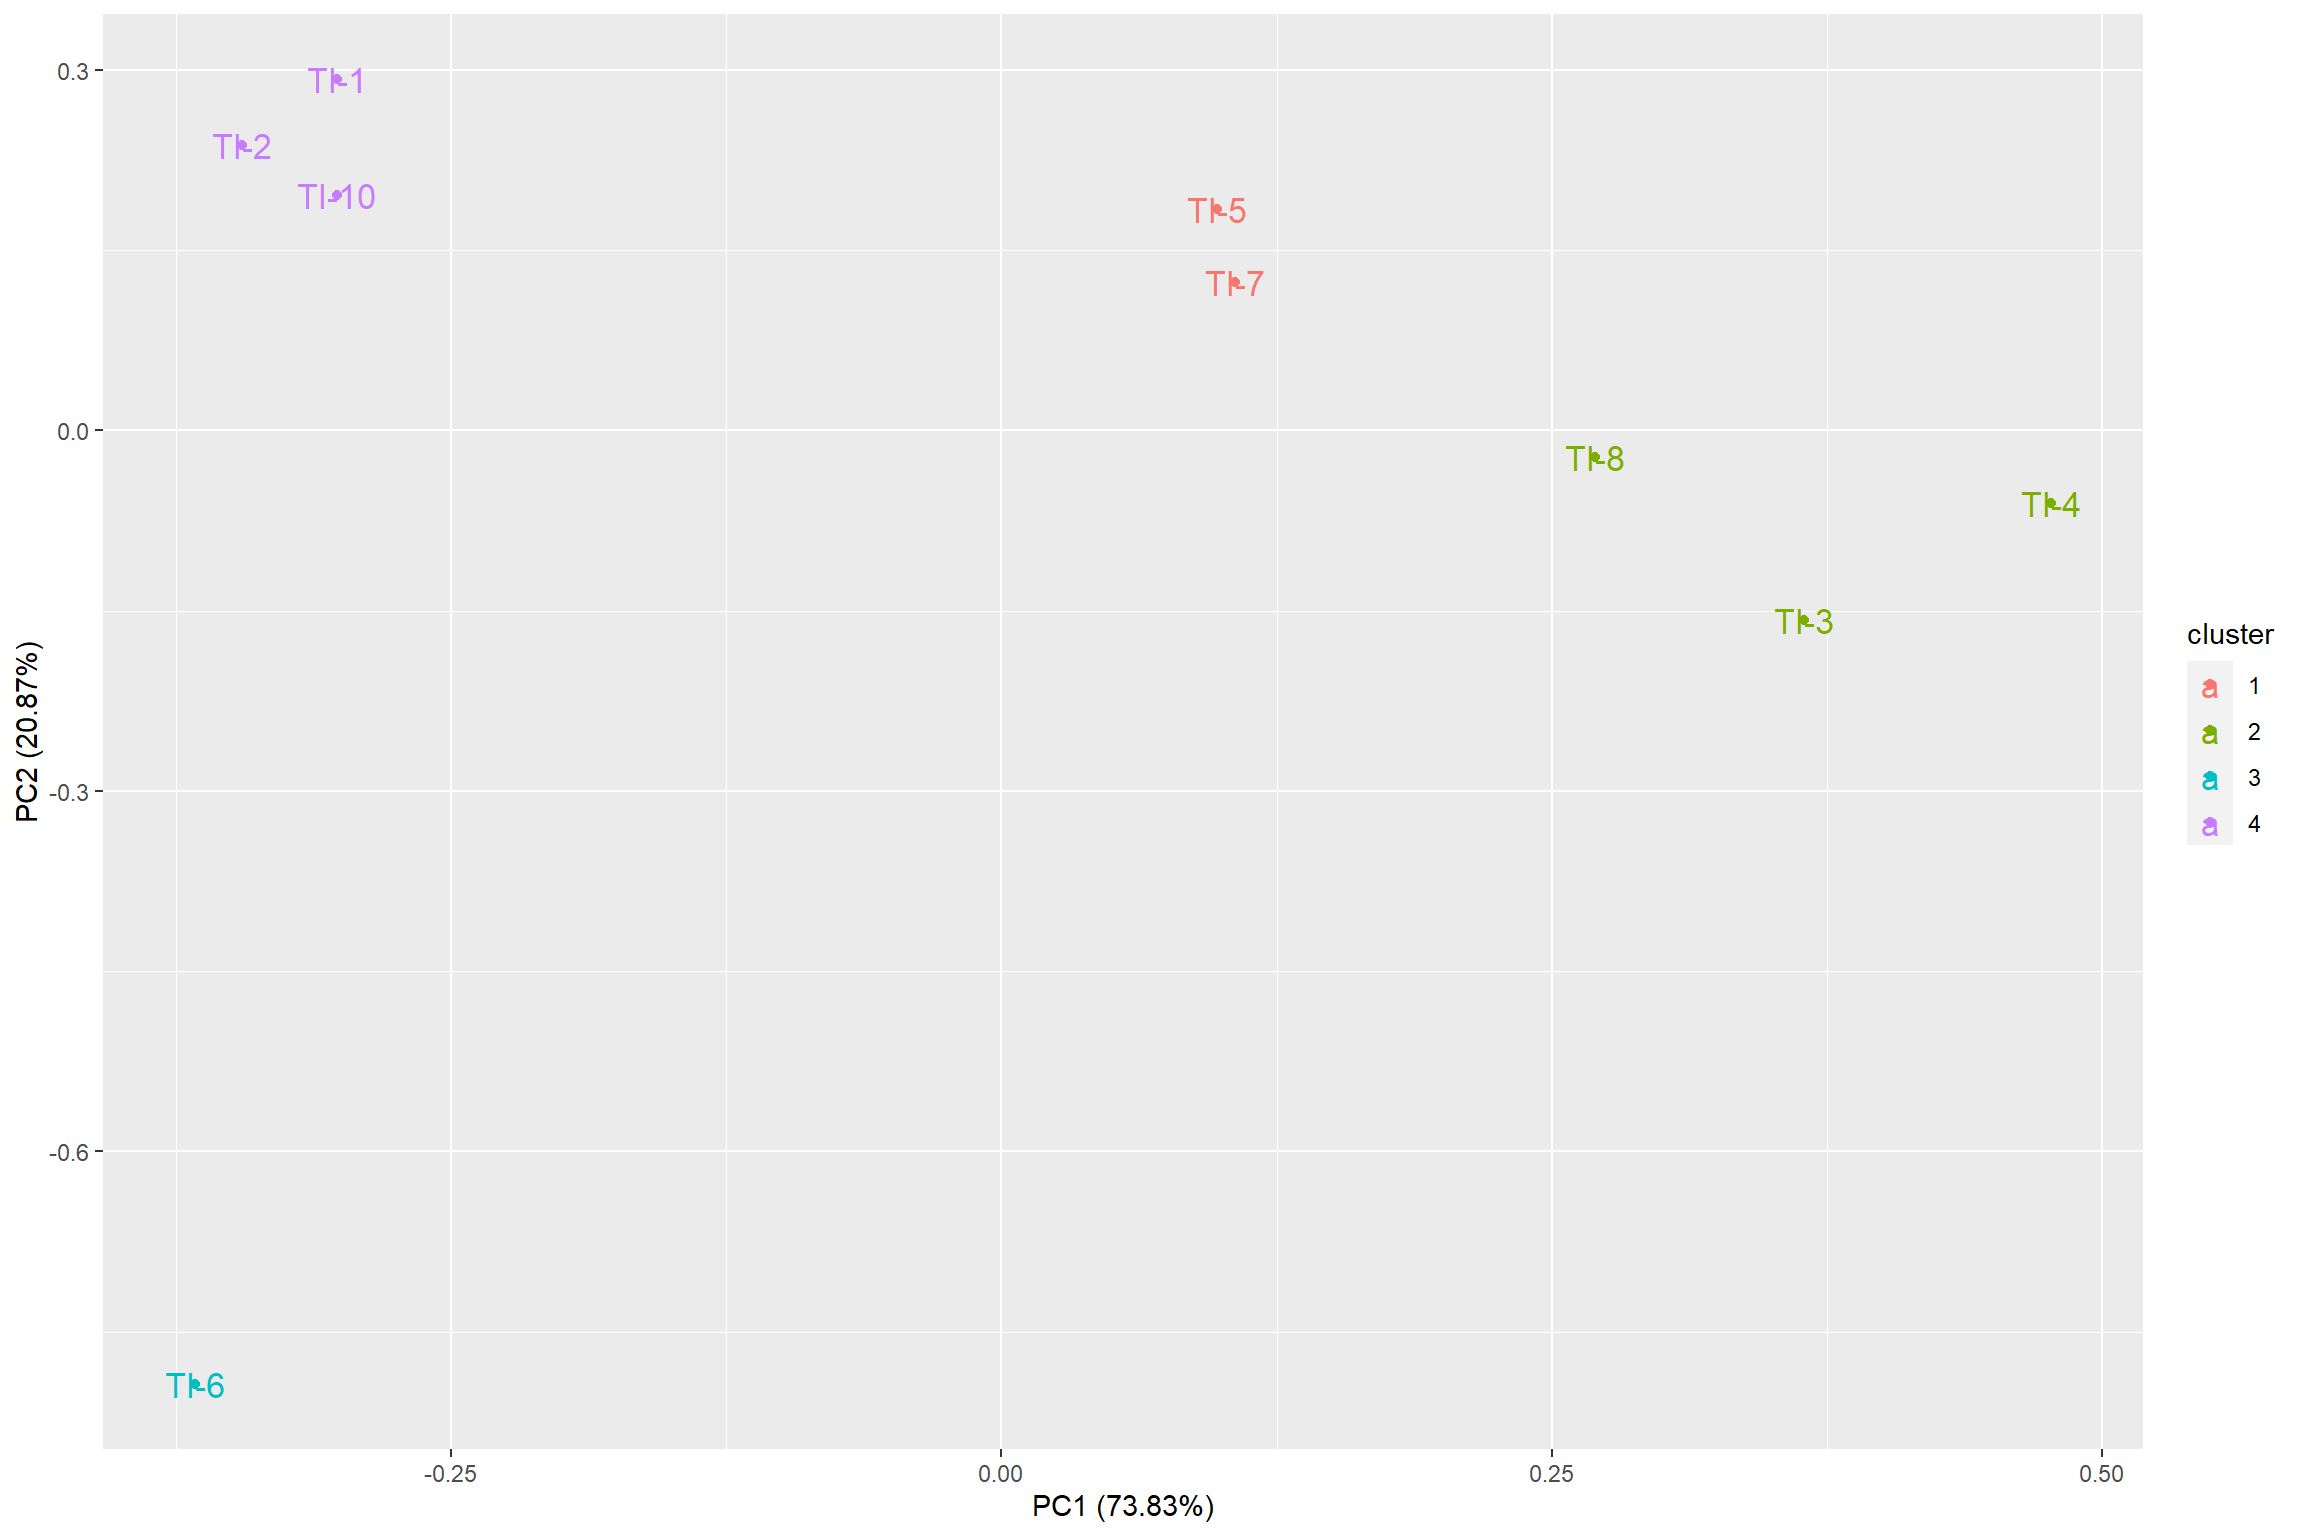 0.3
0.0
-0.3
-0.6
PC2 (20.87%)
TI-1
TI-2
TI-10
TI-5
TI-7
TI-8
TI-4
TI-3
TI-6
-0.25
0.00
0.25
0.50
PC1 (73.83%)
cluster
a 1
a 2
a 3
a 4